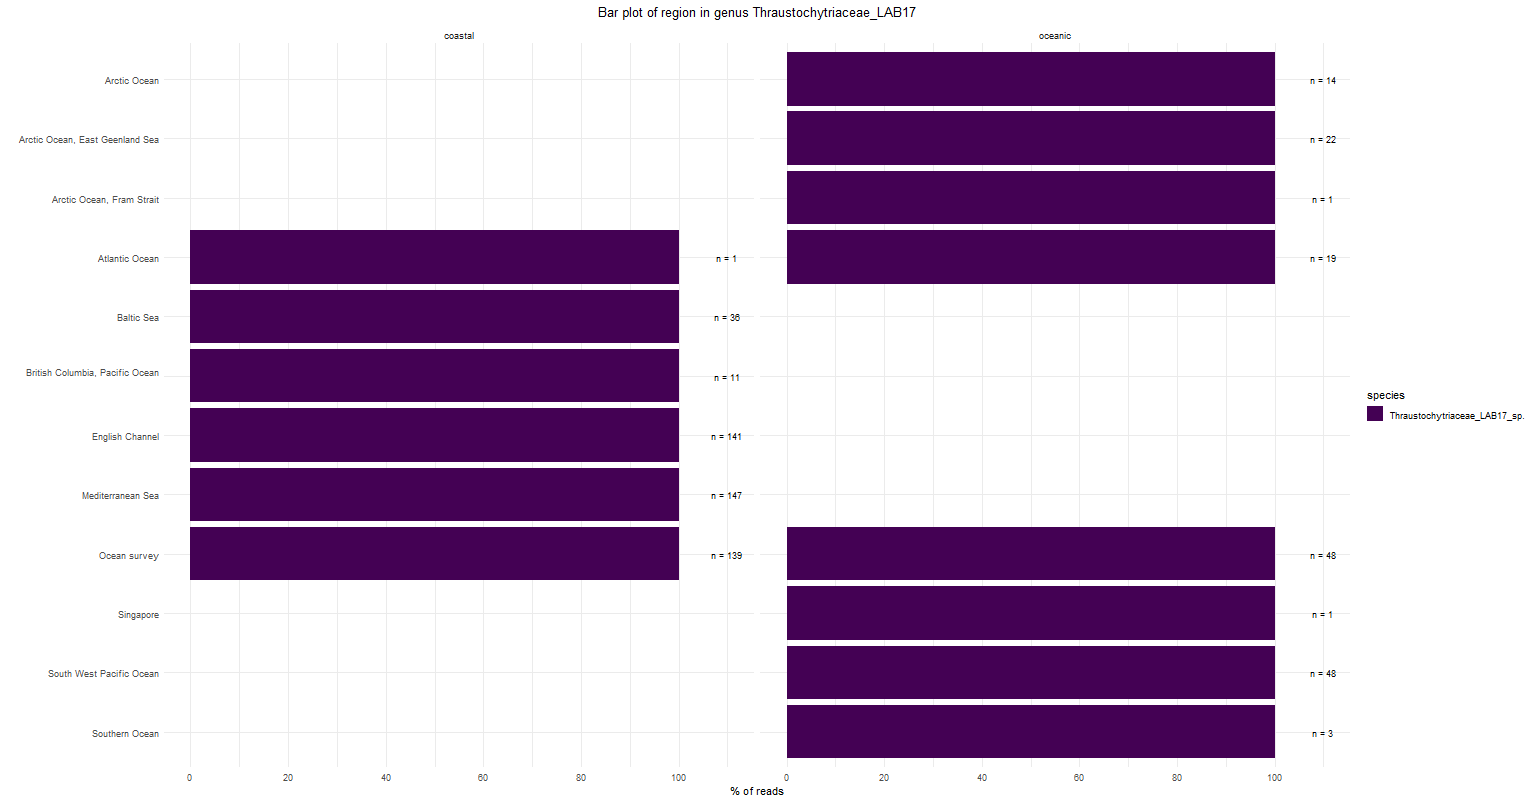 Bar plot of region in genus Thraustochytriaceae_LAB17
coastal
oceanic
Arctic Ocean
n = 14
Arctic Ocean, East Geenland Sea
n = 22
Arctic Ocean, Fram Strait
n = 1
Atlantic Ocean
n = 1
n = 19
Baltic Sea
n = 36
British Columbia, Pacific Ocean
n = 11
English Channel
n = 141
Mediterranean Sea
n = 147
Ocean survey
n = 139
n = 48
Singapore
n = 1
South West Pacific Ocean
n = 48
Southern Ocean
n = 3
0 20 40 60 80 100
0 20 40 60 80 100
% of reads
species
Thraustochytriaceae_LAB17_sp.